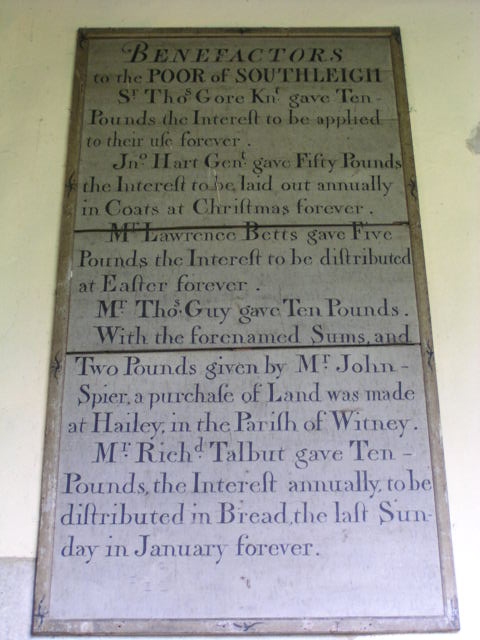 BENEFACTORS
to the POOR of SOUTHLEIGH
Sr Thos Gore Knt gave Ten-
Pounds the Intereſt to be applied
to their uſe forever.
Jno Hart Gent gave Fifty Pounds
the Intereſt to be laid out annually
in Coats at Chriſtmas forever.
Mr Lawrence Betts gave Five
Pounds the Intereſt to be diſtributed
at Eaſter forever.
Mr Thos Guy gave Ten Pounds.
With the forenamed Sums, and
Two Pounds given by Mr John-
Spier, a purchaſe of Land was made
at Hailey, in the Pariſh of Witney.
Mr Richd Talbut gave Ten-
Pounds, the Intereſt annually, to be
diſtributed in Bread, the laſt Sun-
day in January forever.